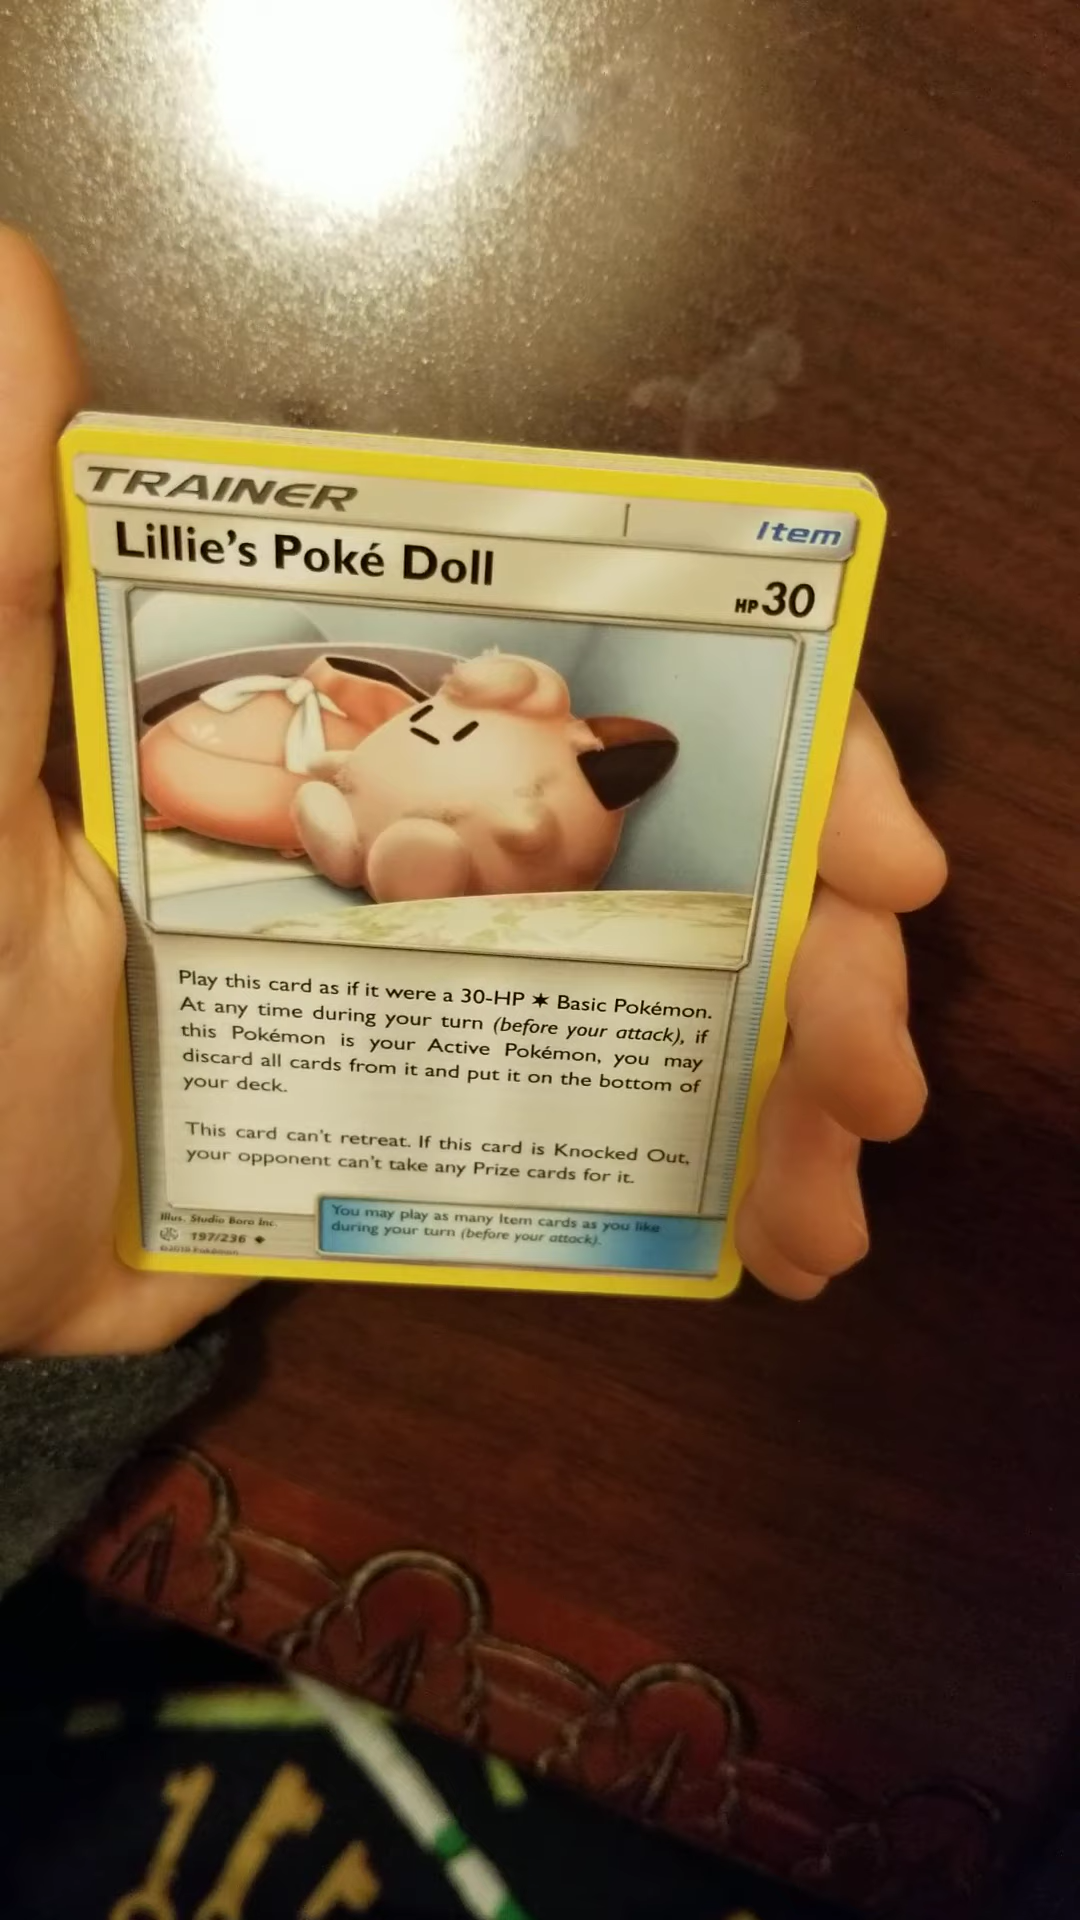 TRAINER
Item
Lillie's Poké Doll
HP 30
Play this card as if it were a 30-HP ✶ Basic Pokémon.
At any time during your turn (before your attack), if
this Pokémon is your Active Pokémon, you may
discard all cards from it and put it on the bottom of
your deck.
This card can't retreat. If this card is Knocked Out,
your opponent can't take any Prize cards for it.
You may play as many Item cards as you like
during your turn (before your attack).
Illus. Studio Bora Inc.
197/236 ◆
©2019 Pokémon